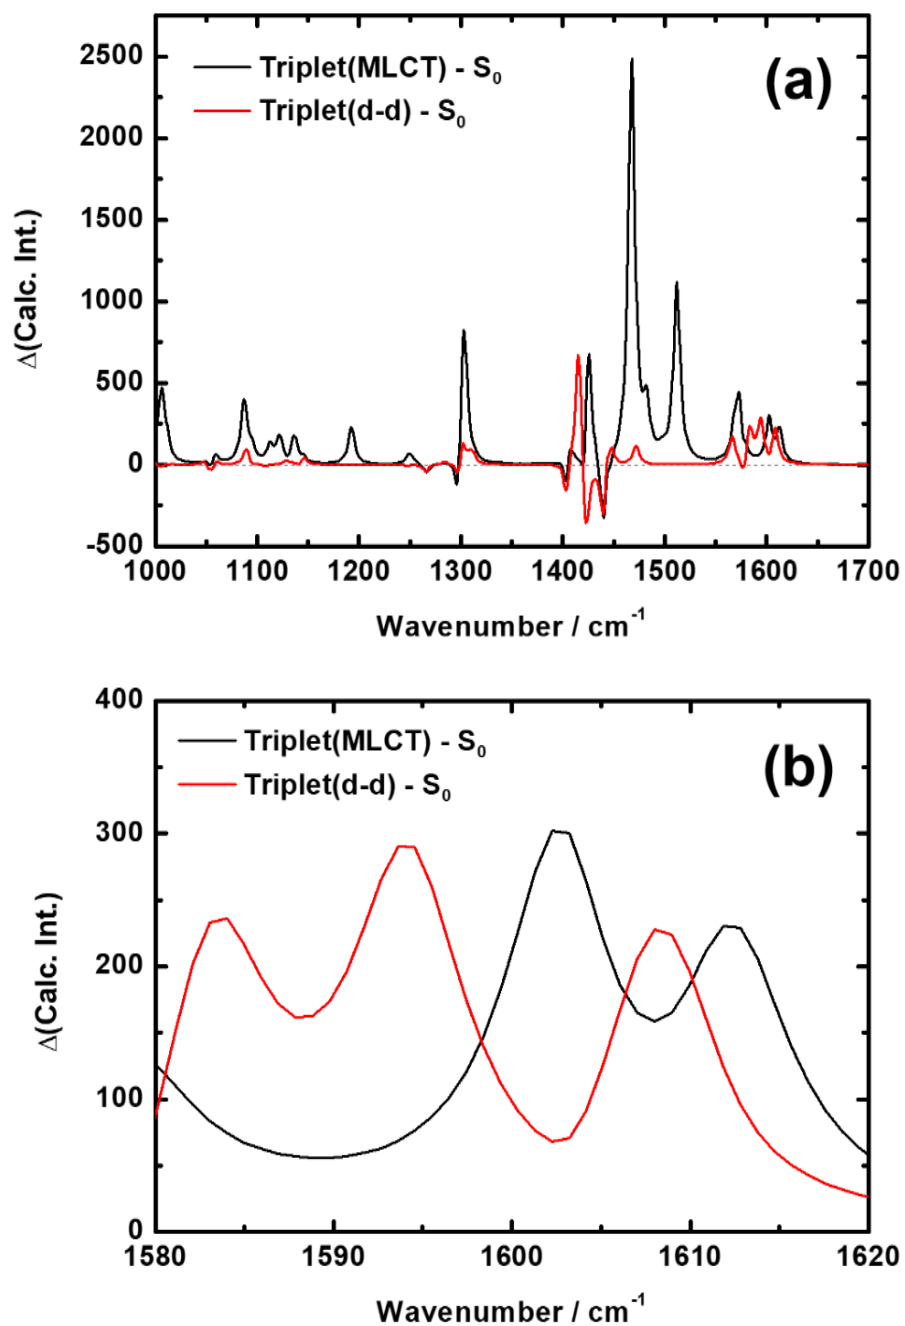 2500
2000
1500
1000
500
0
-500
Δ(Calc. Int.)
Triplet(MLCT) - S₀
Triplet(d-d) - S₀
(a)
1000 1100 1200 1300 1400 1500 1600 1700
Wavenumber / cm⁻¹
400
300
200
100
0
Δ(Calc. Int.)
Triplet(MLCT) - S₀
Triplet(d-d) - S₀
(b)
1580 1590 1600 1610 1620
Wavenumber / cm⁻¹